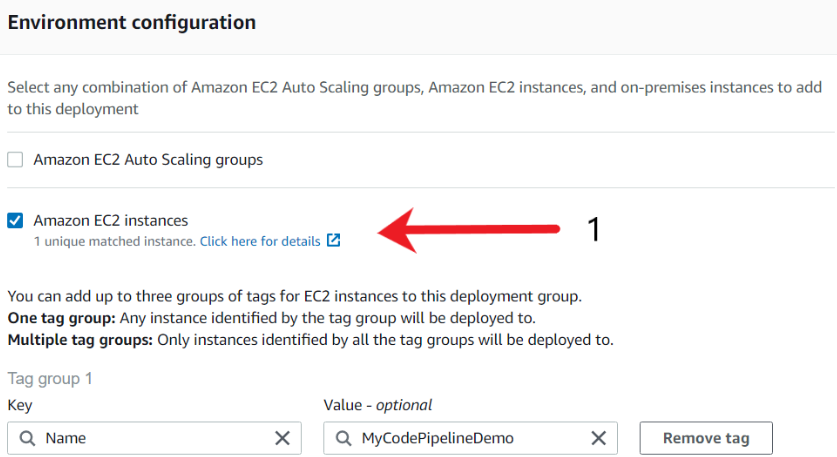 Environment configuration
Select any combination of Amazon EC2 Auto Scaling groups, Amazon EC2 instances, and on-premises instances to add
to this deployment
Amazon EC2 Auto Scaling groups
Amazon EC2 instances
1 unique matched instance. Click here for details
1
You can add up to three groups of tags for EC2 instances to this deployment group.
One tag group: Any instance identified by the tag group will be deployed to.
Multiple tag groups: Only instances identified by all the tag groups will be deployed to.
Tag group 1
Key Value - optional
Name MyCodePipelineDemo Remove tag